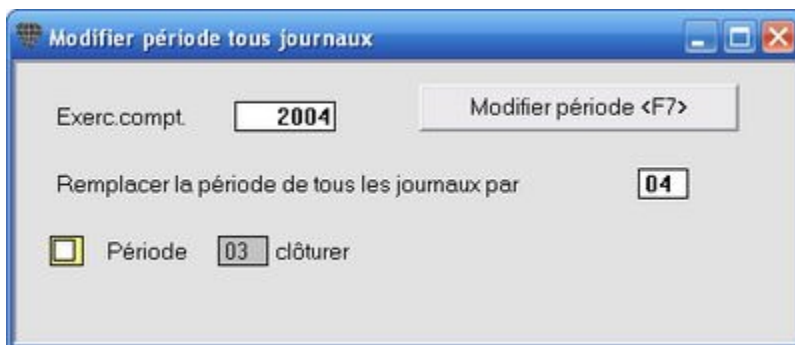 Modifier période tous journaux
Exerc.compt. 2004 Modifier période <F7>
Remplacer la période de tous les journaux par 04
Période 03 clôturer